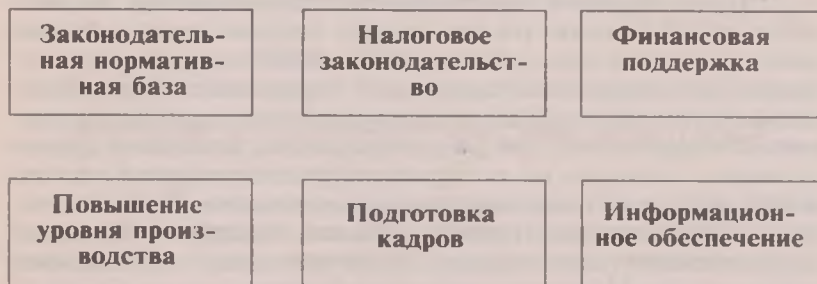 Законодатель-
ная норматив-
ная база
Налоговое
законодательст-
во
Финансовая
поддержка
Повышение
уровня произ-
водства
Подготовка
кадров
Информацион-
ное обеспечение